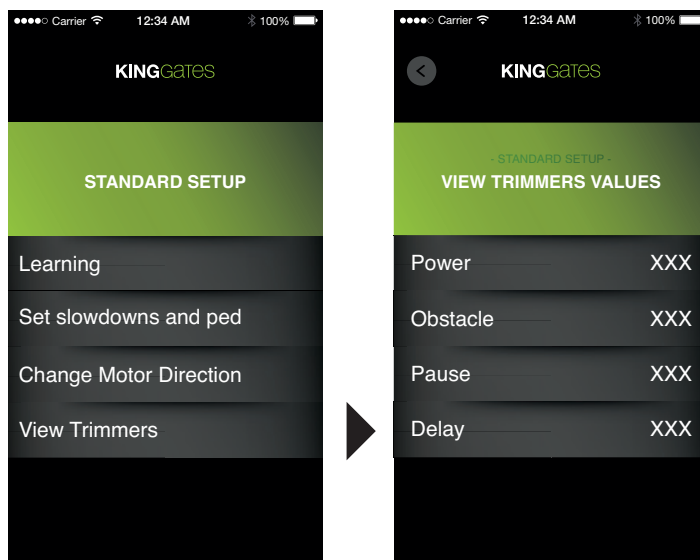 ●●●●○ Carrier 12:34 AM 100%
KINGGATES
STANDARD SETUP
Learning
Set slowdowns and ped
Change Motor Direction
View Trimmers
●●●●○ Carrier 12:34 AM 100%
KINGGATES
- STANDARD SETUP -
VIEW TRIMMERS VALUES
Power XXX
Obstacle XXX
Pause XXX
Delay XXX